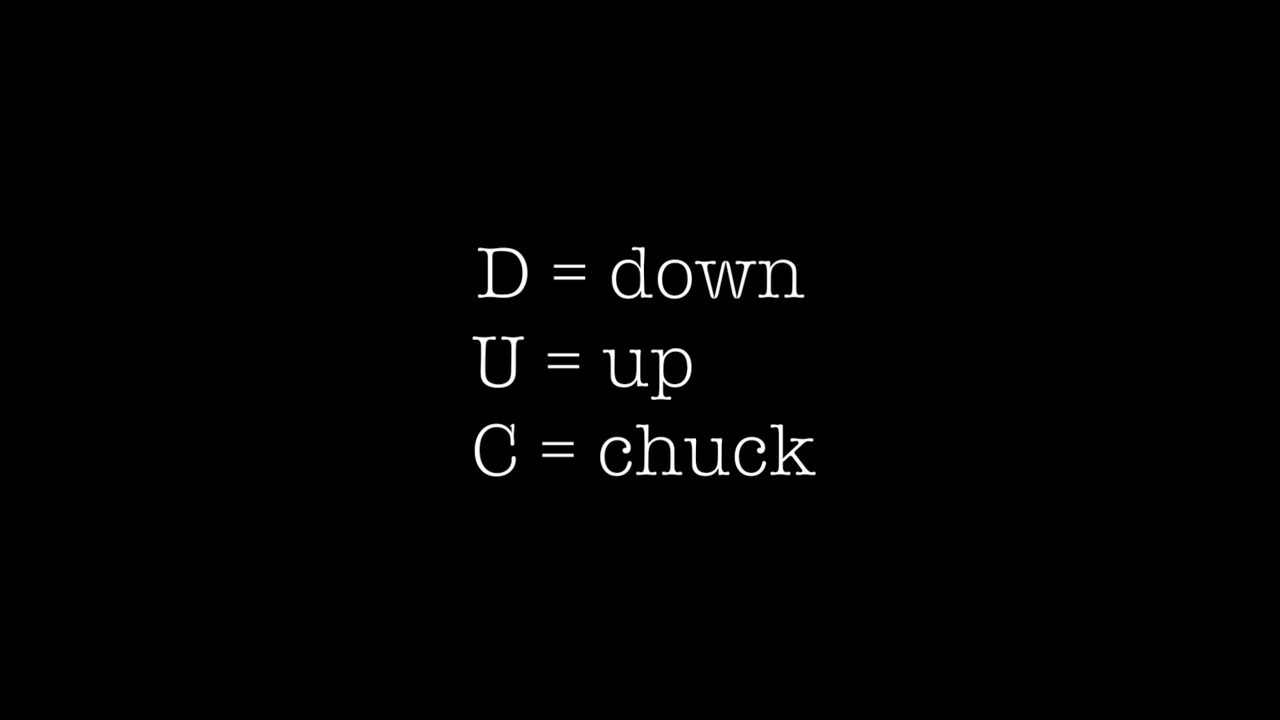 D = down
U = up
C = chuck